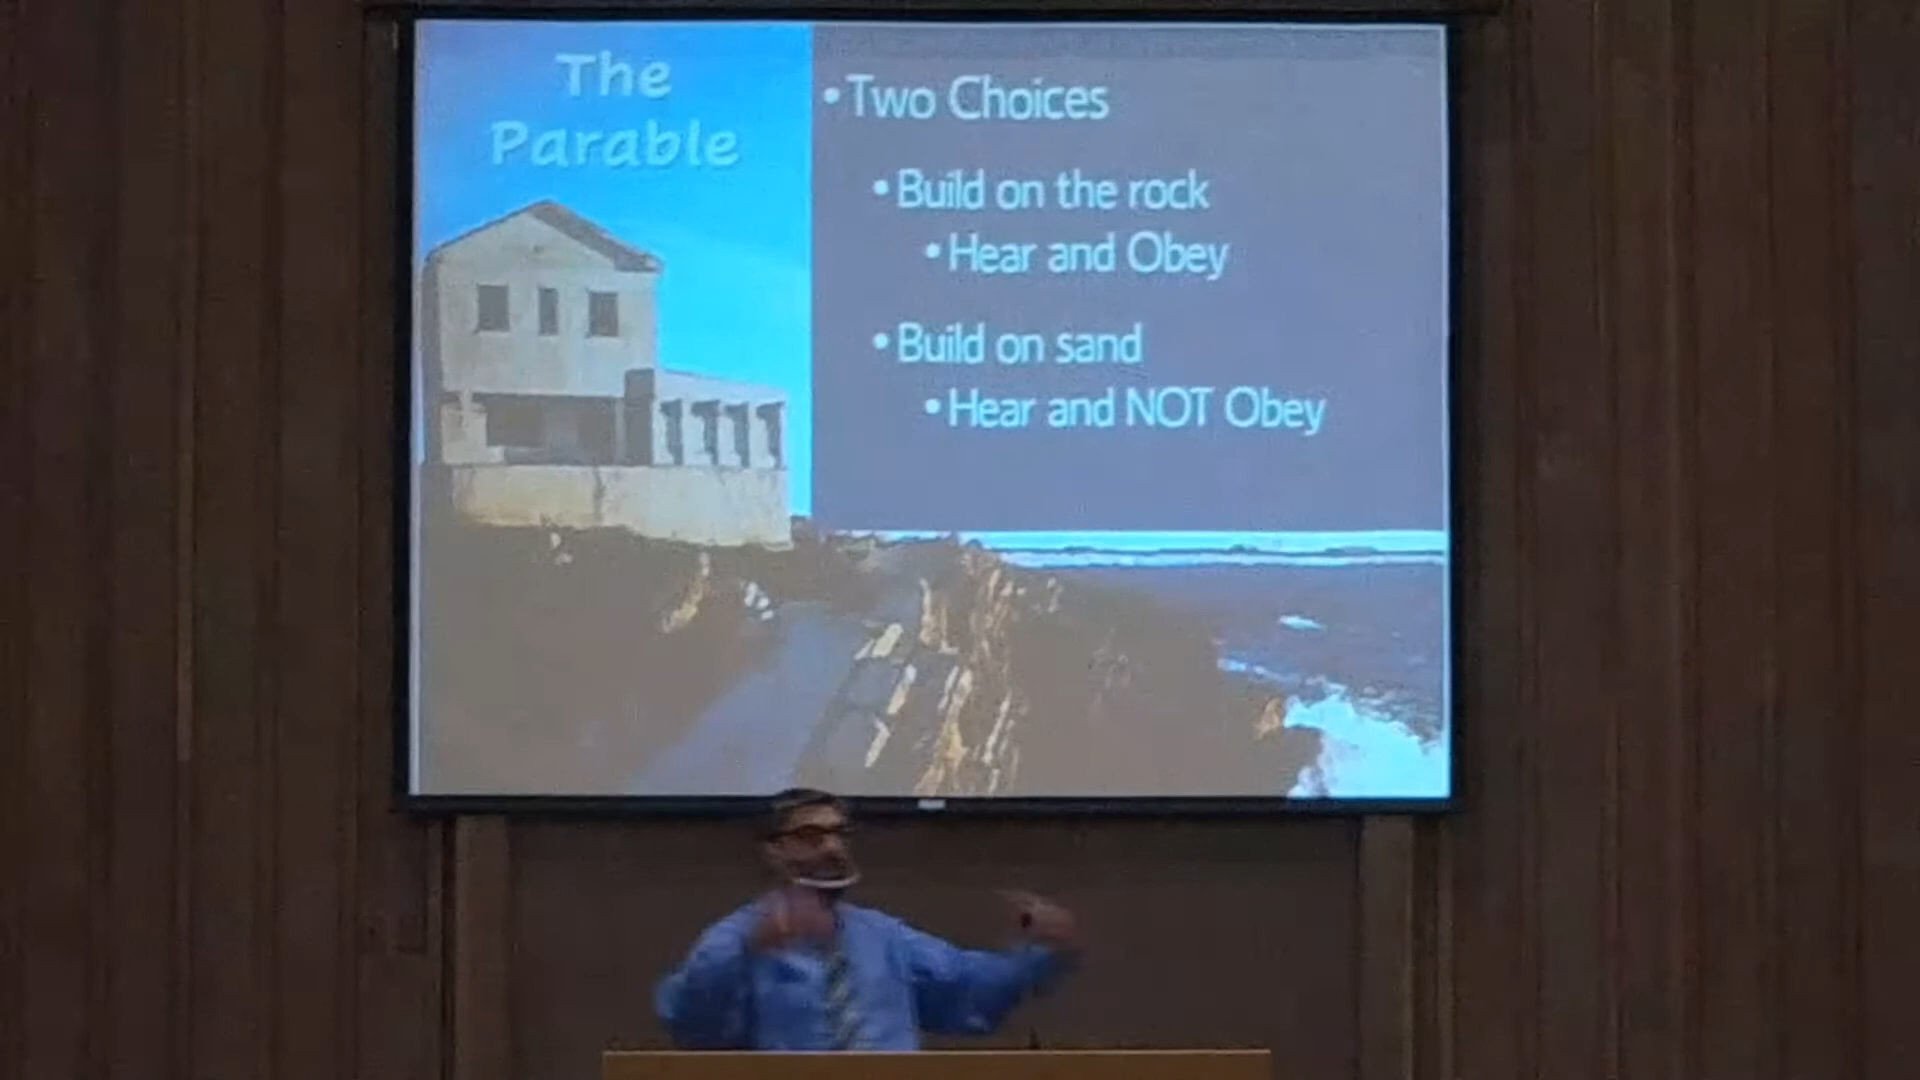 The
Parable
• Two Choices
• Build on the rock
• Hear and Obey
• Build on sand
• Hear and NOT Obey